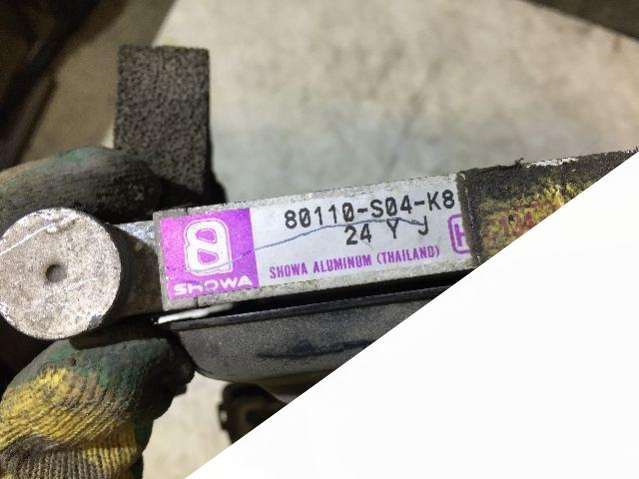 80110-S04-K8
24 Y J
H
SHOWA ALUMINUM (THAILAND)
8
SHOWA